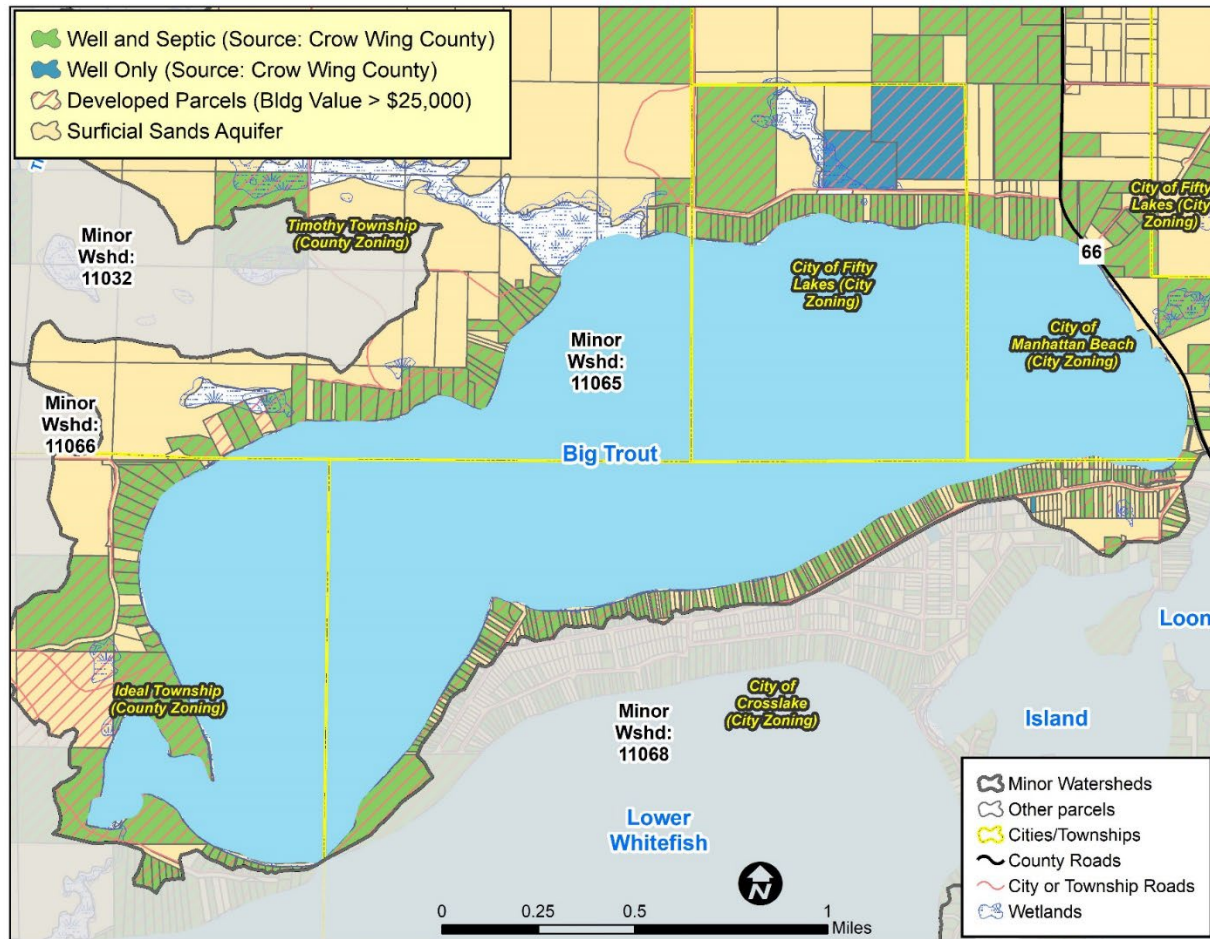 Well and Septic (Source: Crow Wing County)
Well Only (Source: Crow Wing County)
Developed Parcels (Bldg Value > $25,000)
Surficial Sands Aquifer
Minor
Wshd:
11032
Timothy Township
(County Zoning)
City of Fifty
Lakes (City
Zoning)
City of Fifty
Lakes (City
Zoning)
66
Minor
Wshd:
11065
City of
Manhattan Beach
(City Zoning)
Minor
Wshd:
11066
Big Trout
Loon
Ideal Township
(County Zoning)
Minor
Wshd:
11068
City of
Crosslake
(City Zoning)
Island
Lower
Whitefish
N
0 0.25 0.5 1
Miles
Minor Watersheds
Other parcels
Cities/Townships
County Roads
City or Township Roads
Wetlands